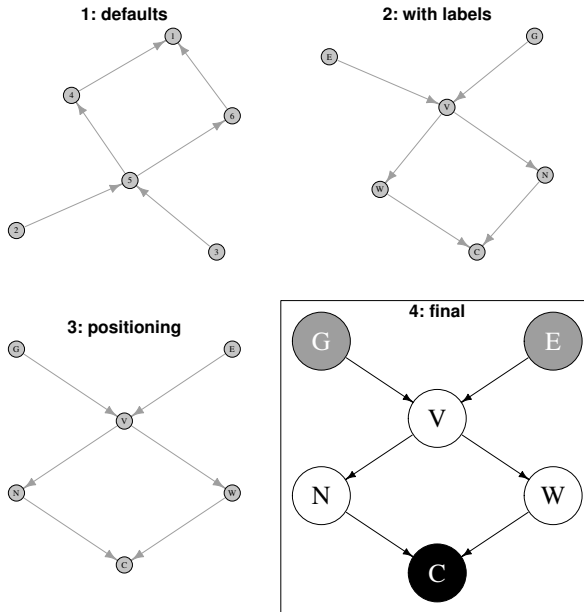 1: defaults
1
4
6
5
2
3
2: with labels
E
G
V
W
N
C
3: positioning
G
E
V
N
W
C
4: final
G
E
V
N
W
C